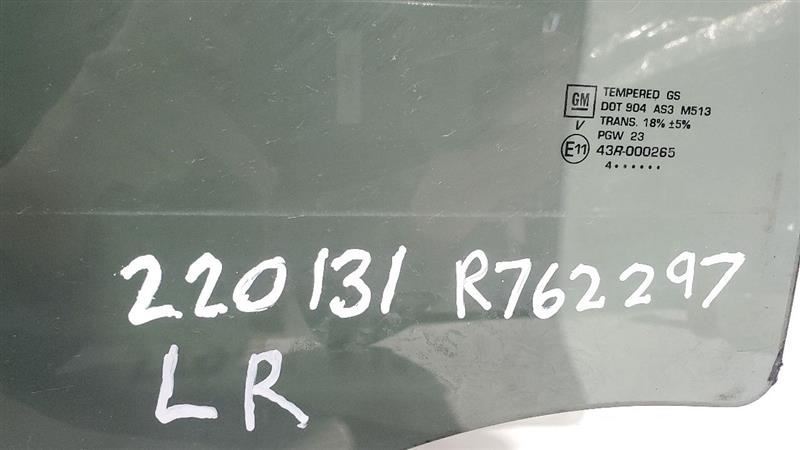 GM
TEMPERED GS
DOT 904 AS3 M513
TRANS. 18% ±5%
V
PGW 23
E11 43R-000265
4••••••
220131 R762297
LR